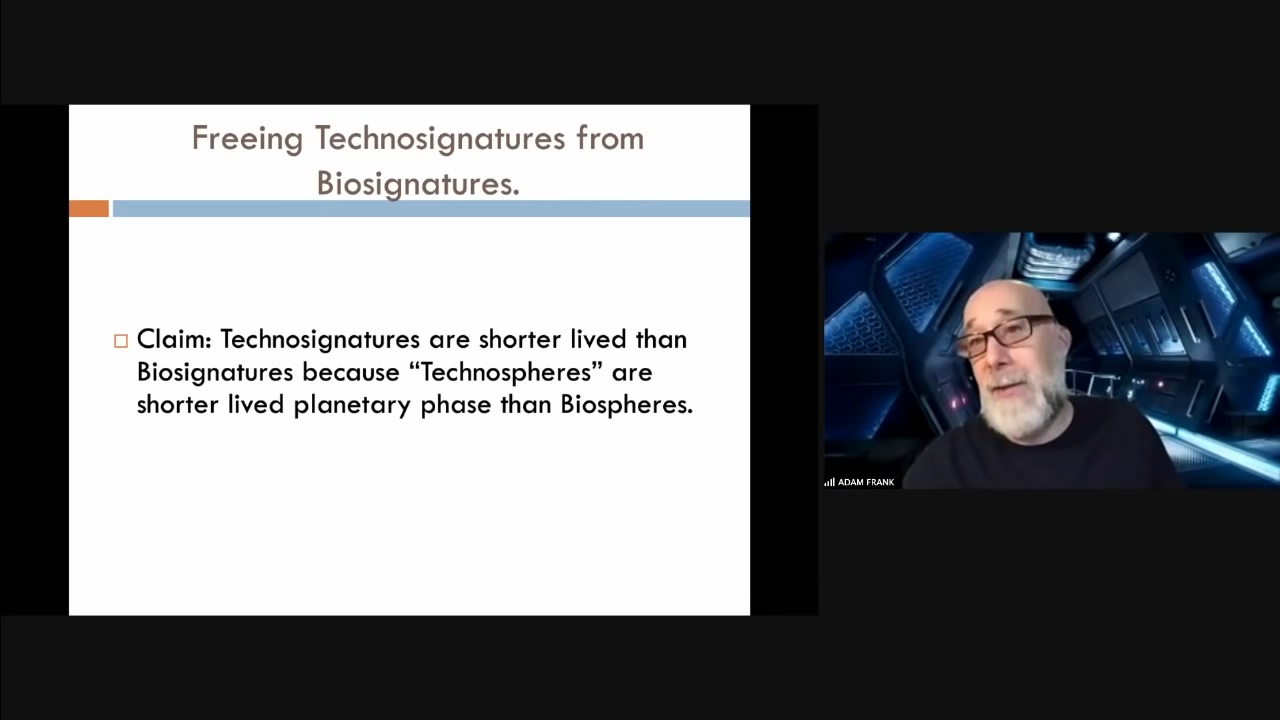 Freeing Technosignatures from
Biosignatures.
Claim: Technosignatures are shorter lived than
Biosignatures because “Technospheres” are
shorter lived planetary phase than Biospheres.
ADAM FRANK